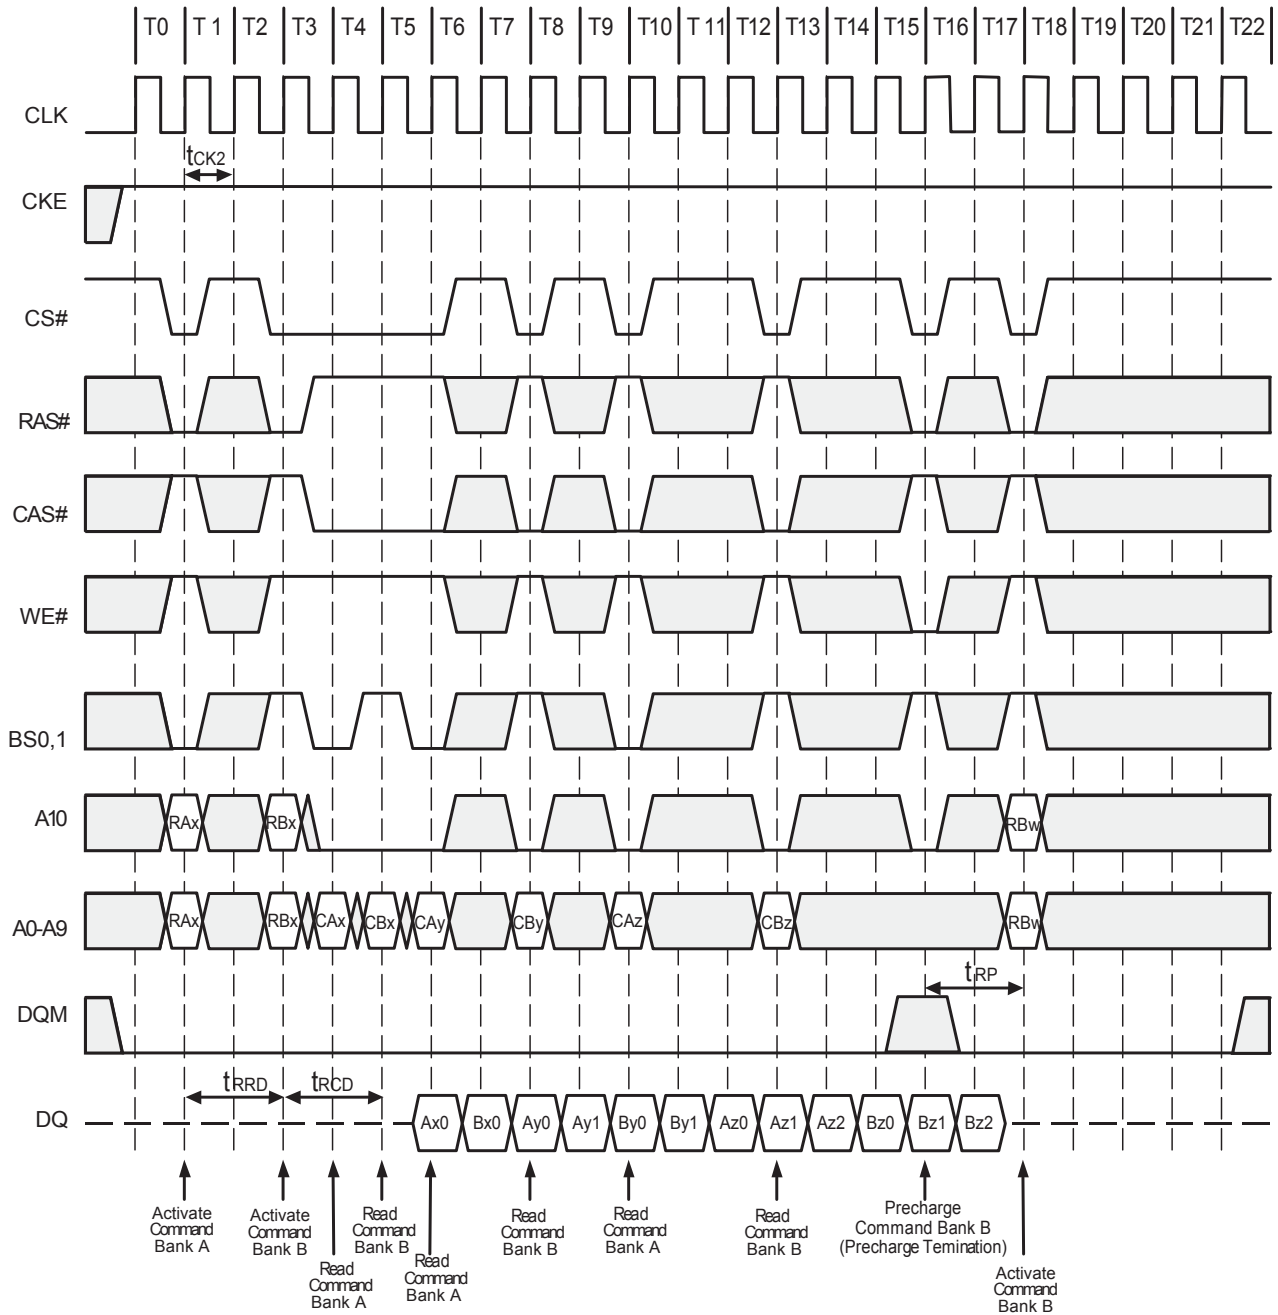 T0 T 1 T2 T3 T4 T5 T6 T7 T8 T9 T10 T 11 T12 T13 T14 T15 T16 T17 T18 T19 T20 T21 T22
CLK
tCK2
CKE
CS#
RAS#
CAS#
WE#
BS0,1
A10
RAx RBx RBw
A0-A9
RAx RBx CAx CBx CAy CBy CAz CBz RBw
tRP
DQM
tRRD tRCD
DQ
Ax0 Bx0 Ay0 Ay1 By0 By1 Az0 Az1 Az2 Bz0 Bz1 Bz2
Activate
Command
Bank A
Activate
Command
Bank B
Read
Command
Bank A
Read
Command
Bank B
Read
Command
Bank A
Read
Command
Bank B
Read
Command
Bank A
Read
Command
Bank B
Precharge
Command Bank B
(Precharge Temination)
Activate
Command
Bank B